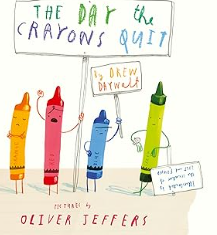 THE DAY the
CRAYONS QUIT
by DREW
DAYWALT
PICTURES by
OLIVER JEFFERS